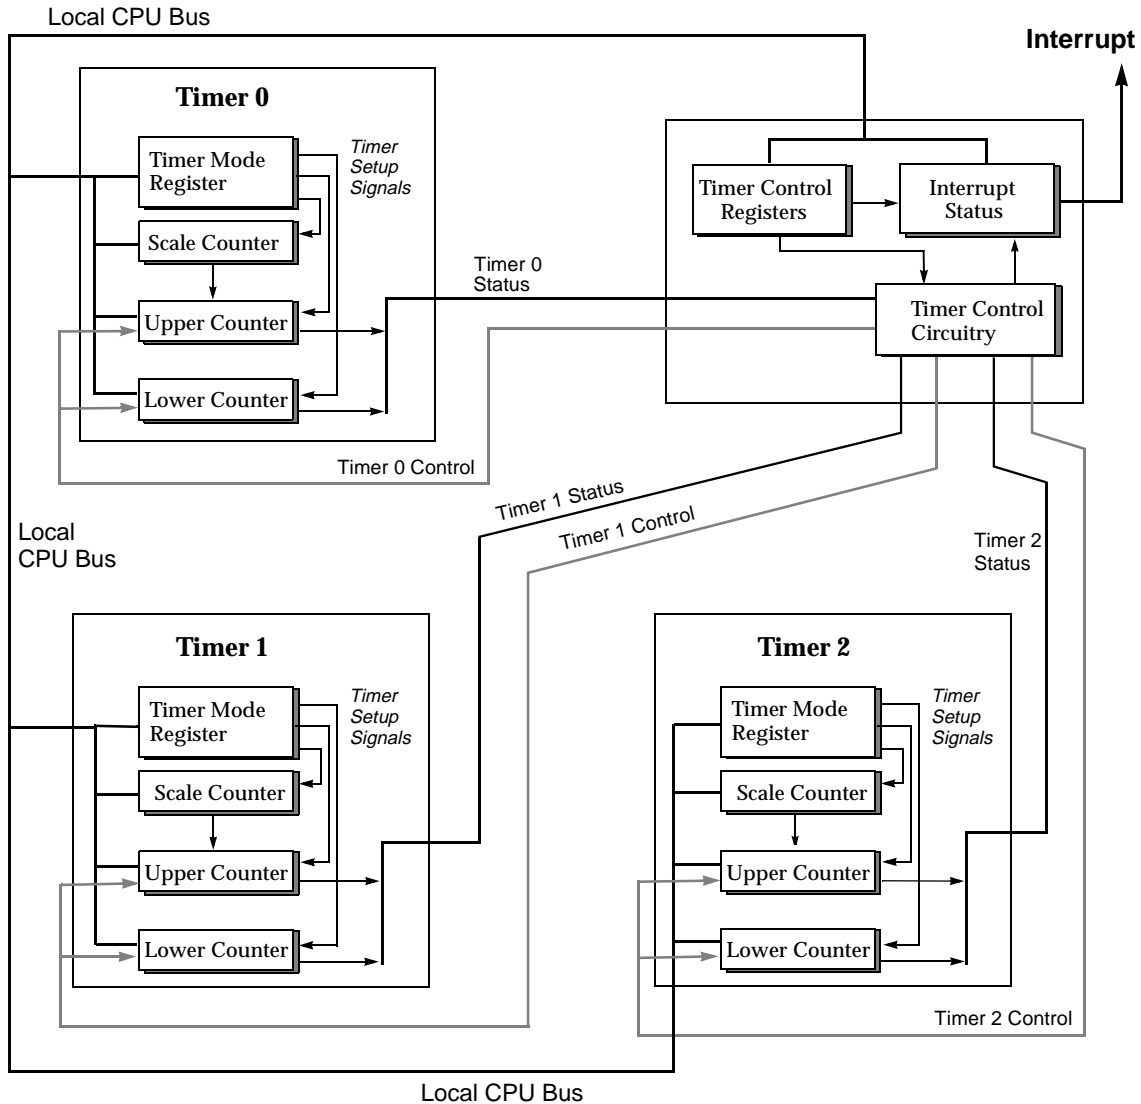 Local CPU Bus
Interrupt
Timer 0
Timer Mode
Register
Timer
Setup
Signals
Scale Counter
Upper Counter
Lower Counter
Timer 0
Status
Timer 0 Control
Timer Control
Registers
Interrupt
Status
Timer Control
Circuitry
Timer 1 Status
Timer 1 Control
Timer 2
Status
Local
CPU Bus
Timer 1
Timer Mode
Register
Timer
Setup
Signals
Scale Counter
Upper Counter
Lower Counter
Timer 2
Timer Mode
Register
Timer
Setup
Signals
Scale Counter
Upper Counter
Lower Counter
Timer 2 Control
Local CPU Bus